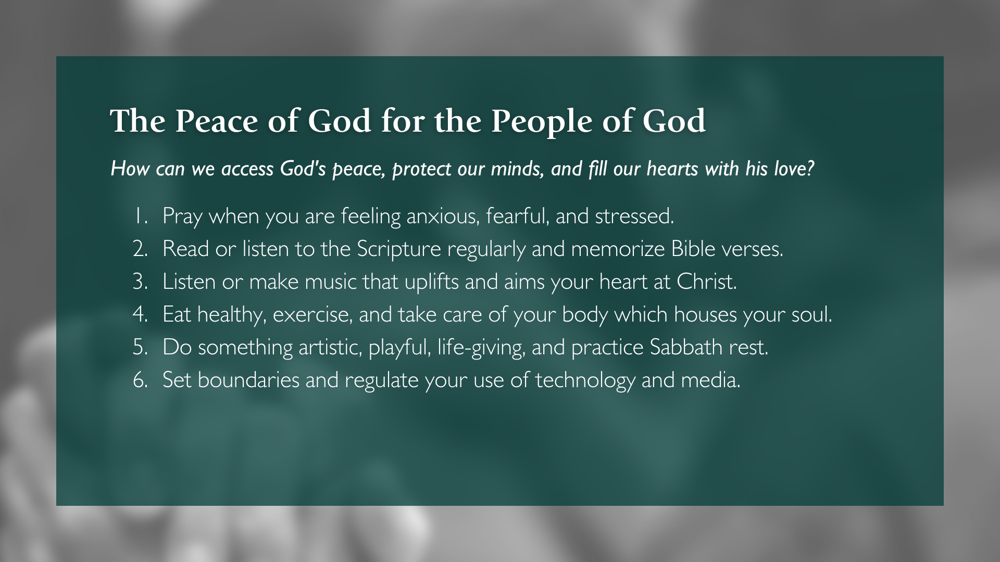 The Peace of God for the People of God
How can we access God's peace, protect our minds, and fill our hearts with his love?
1. Pray when you are feeling anxious, fearful, and stressed.
2. Read or listen to the Scripture regularly and memorize Bible verses.
3. Listen or make music that uplifts and aims your heart at Christ.
4. Eat healthy, exercise, and take care of your body which houses your soul.
5. Do something artistic, playful, life-giving, and practice Sabbath rest.
6. Set boundaries and regulate your use of technology and media.